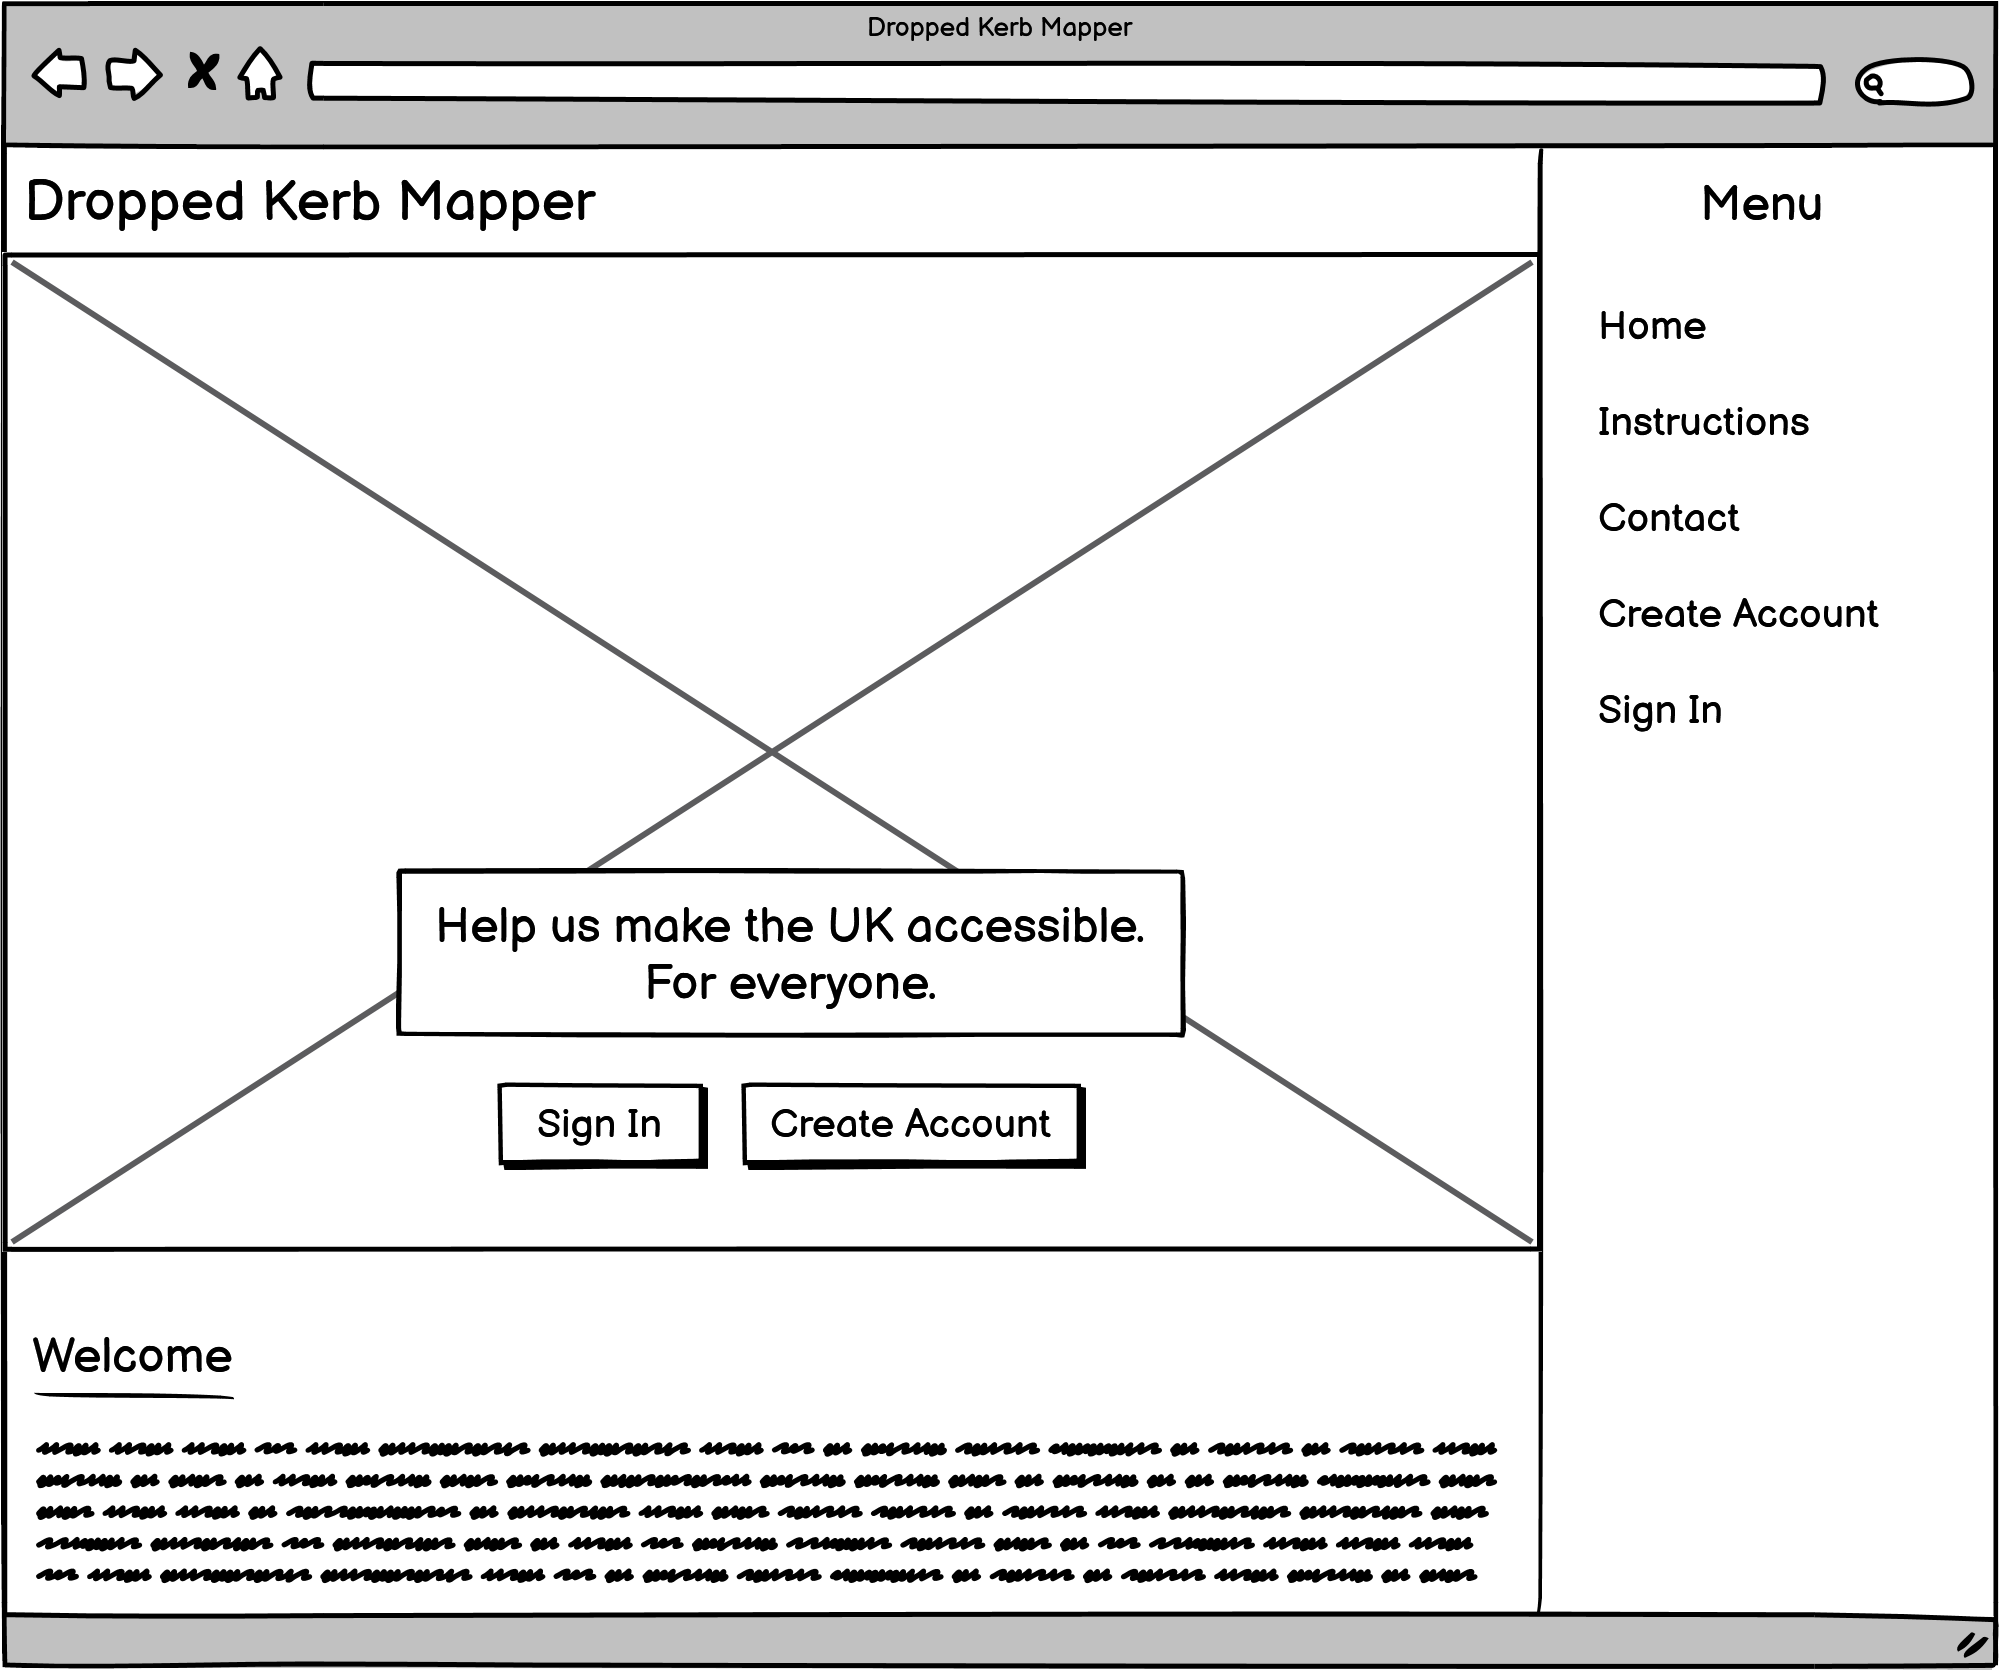 Dropped Kerb Mapper
Dropped Kerb Mapper
Menu
Home
Instructions
Contact
Create Account
Sign In
Help us make the UK accessible.
For everyone.
Sign In
Create Account
Welcome